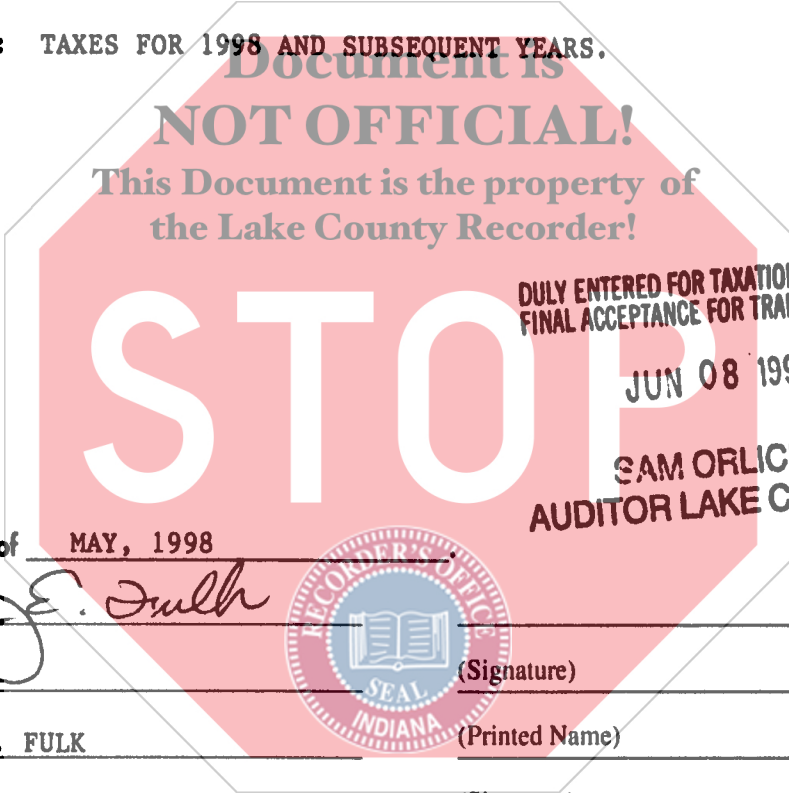 : TAXES FOR 1998 AND SUBSEQUENT YEARS.
Document is
NOT OFFICIAL!
This Document is the property of
the Lake County Recorder!
STOP
DULY ENTERED FOR TAXATION
FINAL ACCEPTANCE FOR TRA
JUN 08 199
SAM ORLIC
AUDITOR LAKE C
of MAY, 1998
E. Fulk
RECORDER'S OFFICE
SEAL
INDIANA
(Signature)
. FULK
(Printed Name)